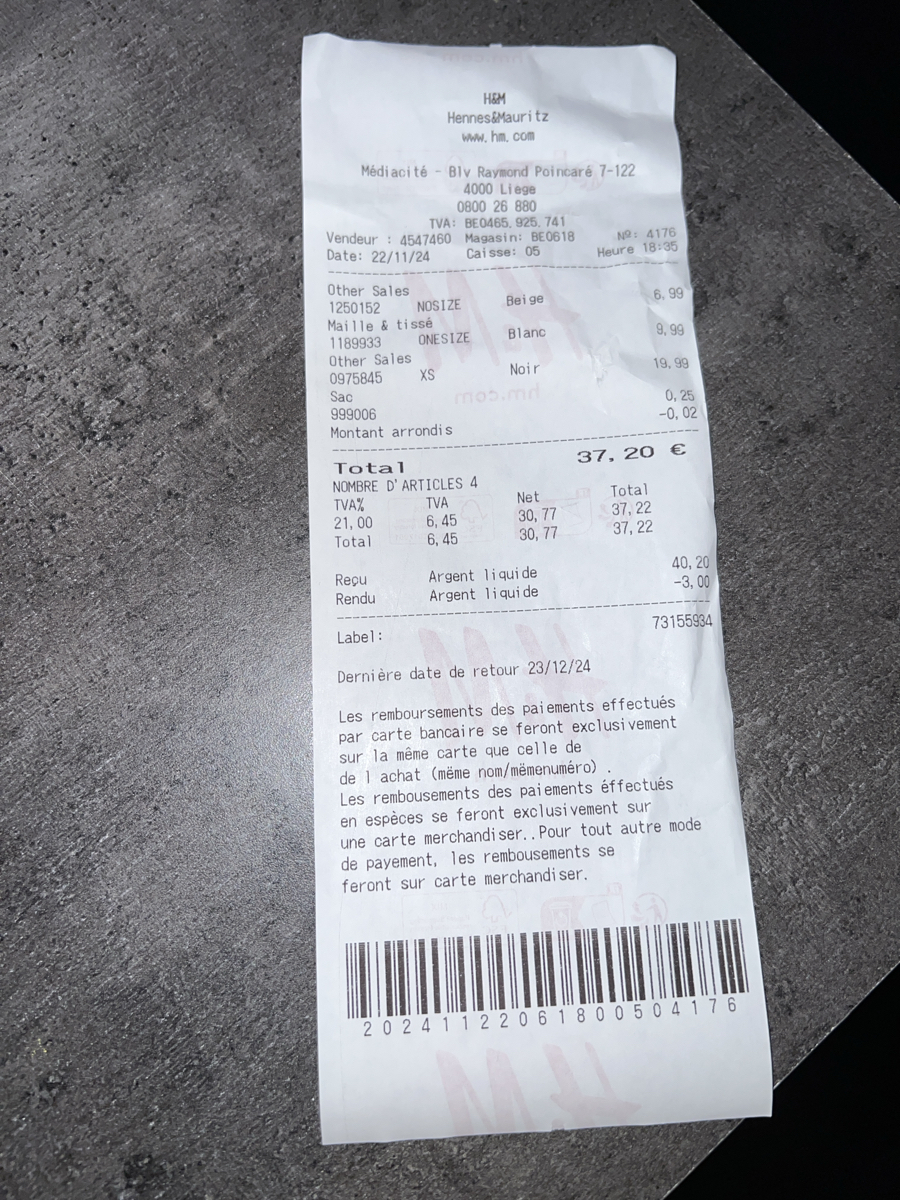 H&M
Hennes&Mauritz
www.hm.com
Médiacité - Blv Raymond Poincaré 7-122
4000 Liege
0800 26 880
TVA: BE0465.925.741
Vendeur : 4547460 Magasin: BE0618 Nº: 4176
Date: 22/11/24 Caisse: 05 Heure 18:35
Other Sales
1250152 NOSIZE Beige 6,99
Maille & tissé
1189933 ONESIZE Blanc 9,99
Other Sales
0975845 XS Noir 19,99
Sac
999006 0,25
Montant arrondis -0,02
Total 37,20 €
NOMBRE D'ARTICLES 4
TVA% TVA Net Total
21,00 6,45 30,77 37,22
Total 6,45 30,77 37,22
Reçu Argent liquide 40,20
Rendu Argent liquide -3,00
Label: 73155934
Dernière date de retour 23/12/24
Les remboursements des paiements effectués
par carte bancaire se feront exclusivement
sur la même carte que celle de
de l achat (mëme nom/mëmenuméro) .
Les rembousements des paiements éffectués
en espèces se feront exclusivement sur
une carte merchandiser..Pour tout autre mode
de payement, les rembousements se
feront sur carte merchandiser.
20241122061800504176